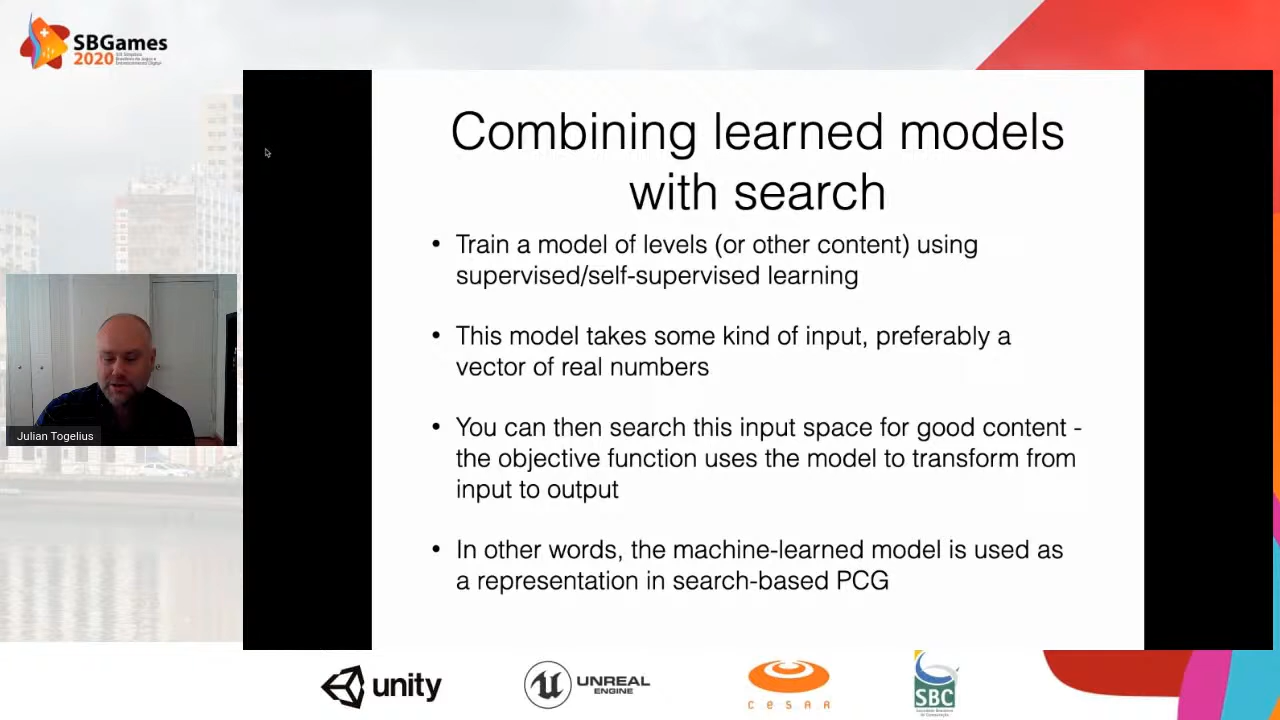 SBGames
2020
Combining learned models
with search
• Train a model of levels (or other content) using
supervised/self-supervised learning
• This model takes some kind of input, preferably a
vector of real numbers
• You can then search this input space for good content -
the objective function uses the model to transform from
input to output
• In other words, the machine-learned model is used as
a representation in search-based PCG
Julian Togelius
unity
UNREAL
ENGINE
CESAR
SBC